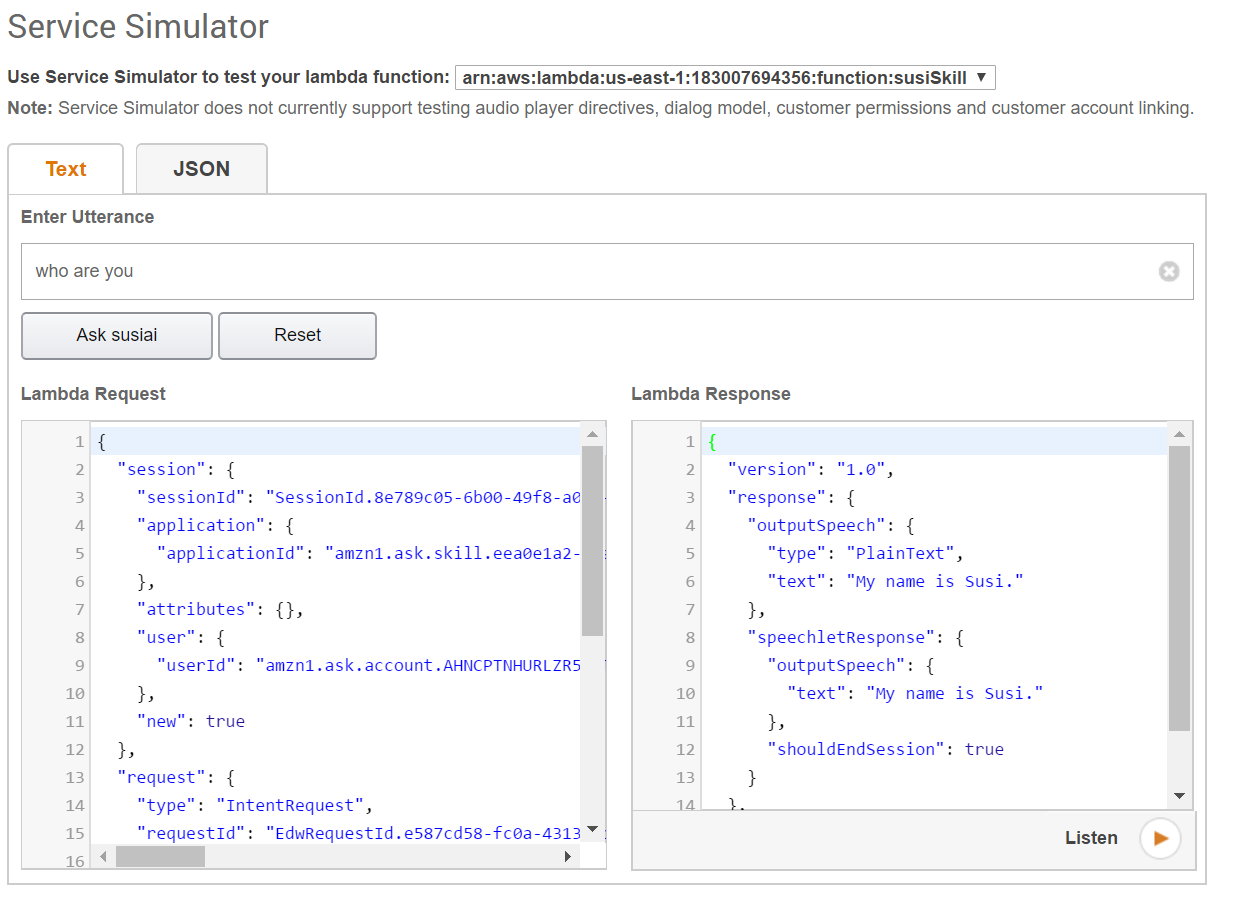 Service Simulator
Use Service Simulator to test your lambda function: arn:aws:lambda:us-east-1:183007694356:function:susiSkill ▼
Note: Service Simulator does not currently support testing audio player directives, dialog model, customer permissions and customer account linking.
Text JSON
Enter Utterance
who are you
Ask susiai Reset
Lambda Request
1 {
2 "session": {
3 "sessionId": "SessionId.8e789c05-6b00-49f8-a0
4 "application": {
5 "applicationId": "amzn1.ask.skill.eea0e1a2-
6 },
7 "attributes": {},
8 "user": {
9 "userId": "amzn1.ask.account.AHNCPTNHURLZR5
10 },
11 "new": true
12 },
13 "request": {
14 "type": "IntentRequest",
15 "requestId": "EdwRequestId.e587cd58-fc0a-4313
16
Lambda Response
1 {
2 "version": "1.0",
3 "response": {
4 "outputSpeech": {
5 "type": "PlainText",
6 "text": "My name is Susi."
7 },
8 "speechletResponse": {
9 "outputSpeech": {
10 "text": "My name is Susi."
11 },
12 "shouldEndSession": true
13 }
14 },
Listen